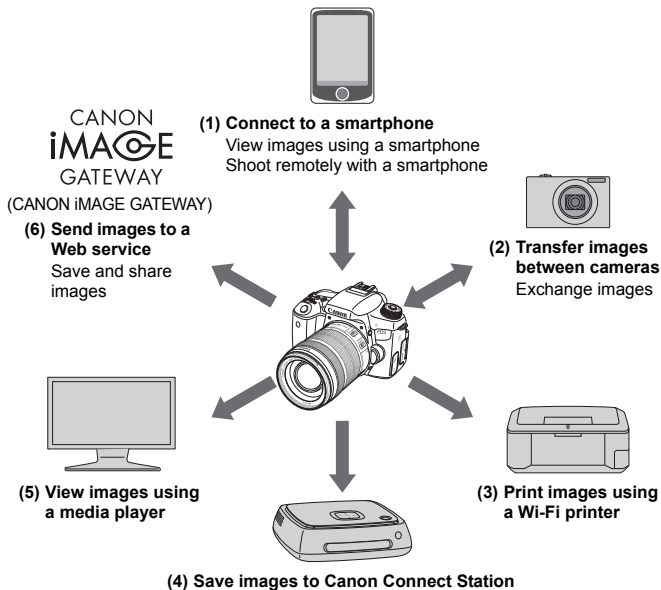 (1) Connect to a smartphone
View images using a smartphone
Shoot remotely with a smartphone
CANON
iMAGE
GATEWAY
(CANON iMAGE GATEWAY)
(6) Send images to a
Web service
Save and share
images
(2) Transfer images
between cameras
Exchange images
Canon
EOS
(5) View images using
a media player
(3) Print images using
a Wi-Fi printer
(4) Save images to Canon Connect Station